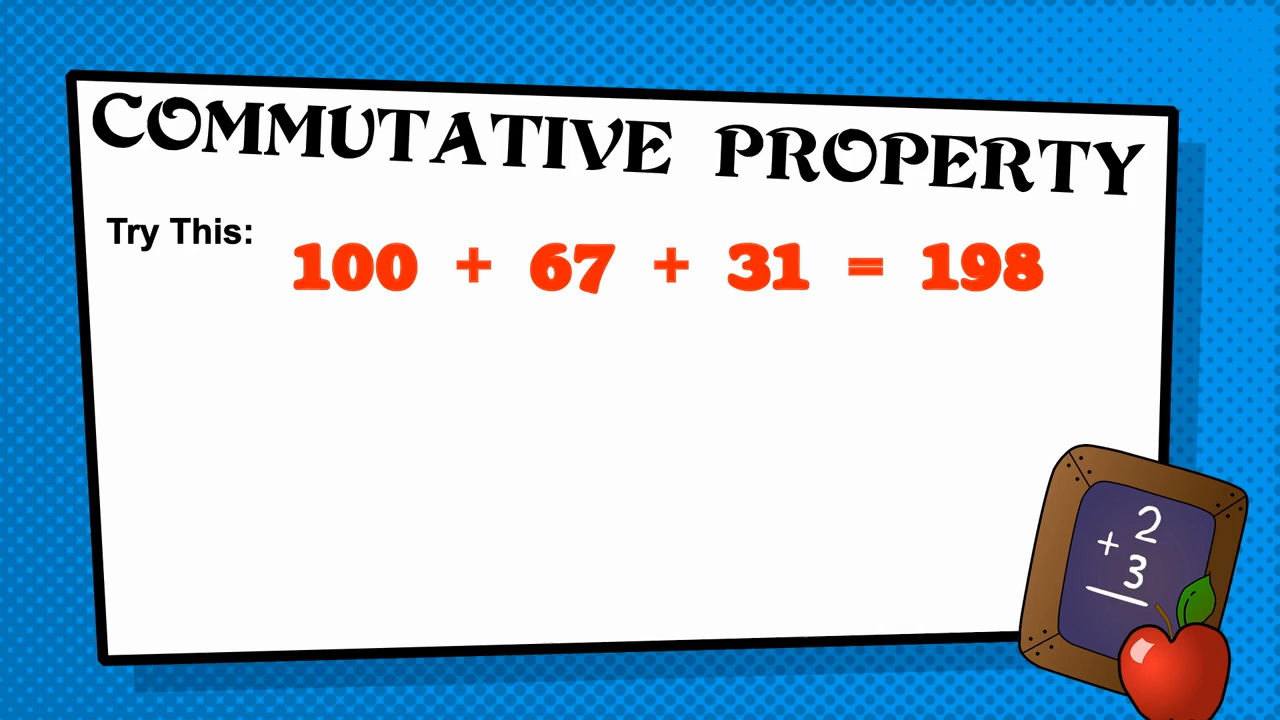 COMMUTATIVE PROPERTY
Try This:
100 + 67 + 31 = 198
2
+ 3